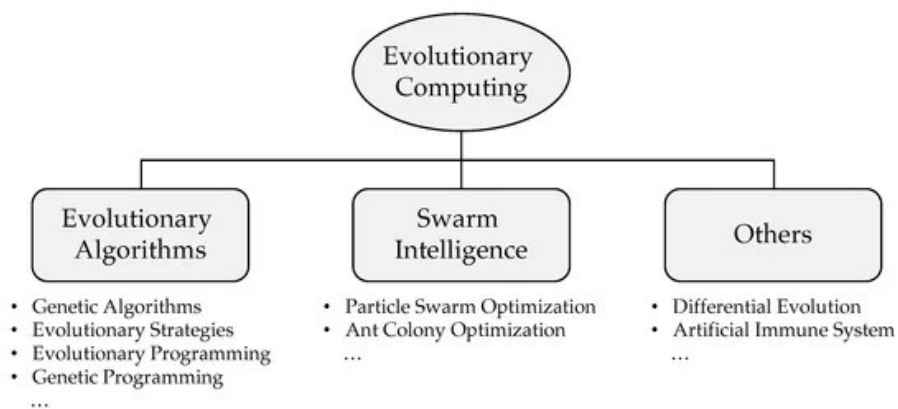 Evolutionary
Computing
Evolutionary
Algorithms
• Genetic Algorithms
• Evolutionary Strategies
• Evolutionary Programming
• Genetic Programming
…
Swarm
Intelligence
• Particle Swarm Optimization
• Ant Colony Optimization
…
Others
• Differential Evolution
• Artificial Immune System
…